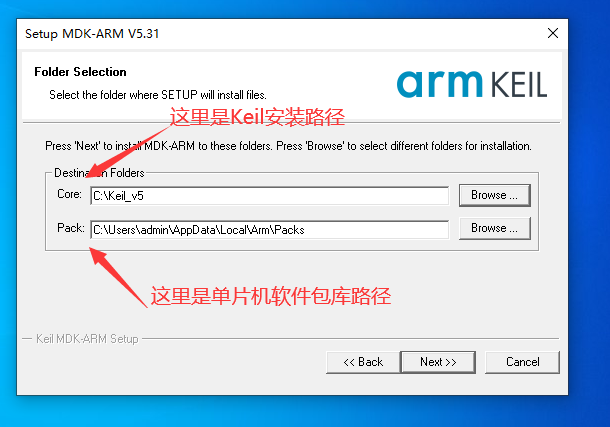 Setup MDK-ARM V5.31
Folder Selection
Select the folder where SETUP will install files.
arm KEIL
这里是Keil安装路径
Press 'Next' to install MDK-ARM to these folders. Press 'Browse' to select different folders for installation.
Destination Folders
Core: C:\Keil_v5 Browse ...
Pack: C:\Users\admin\AppData\Local\Arm\Packs Browse ...
这里是单片机软件包库路径
Keil MDK-ARM Setup
<< Back Next >> Cancel